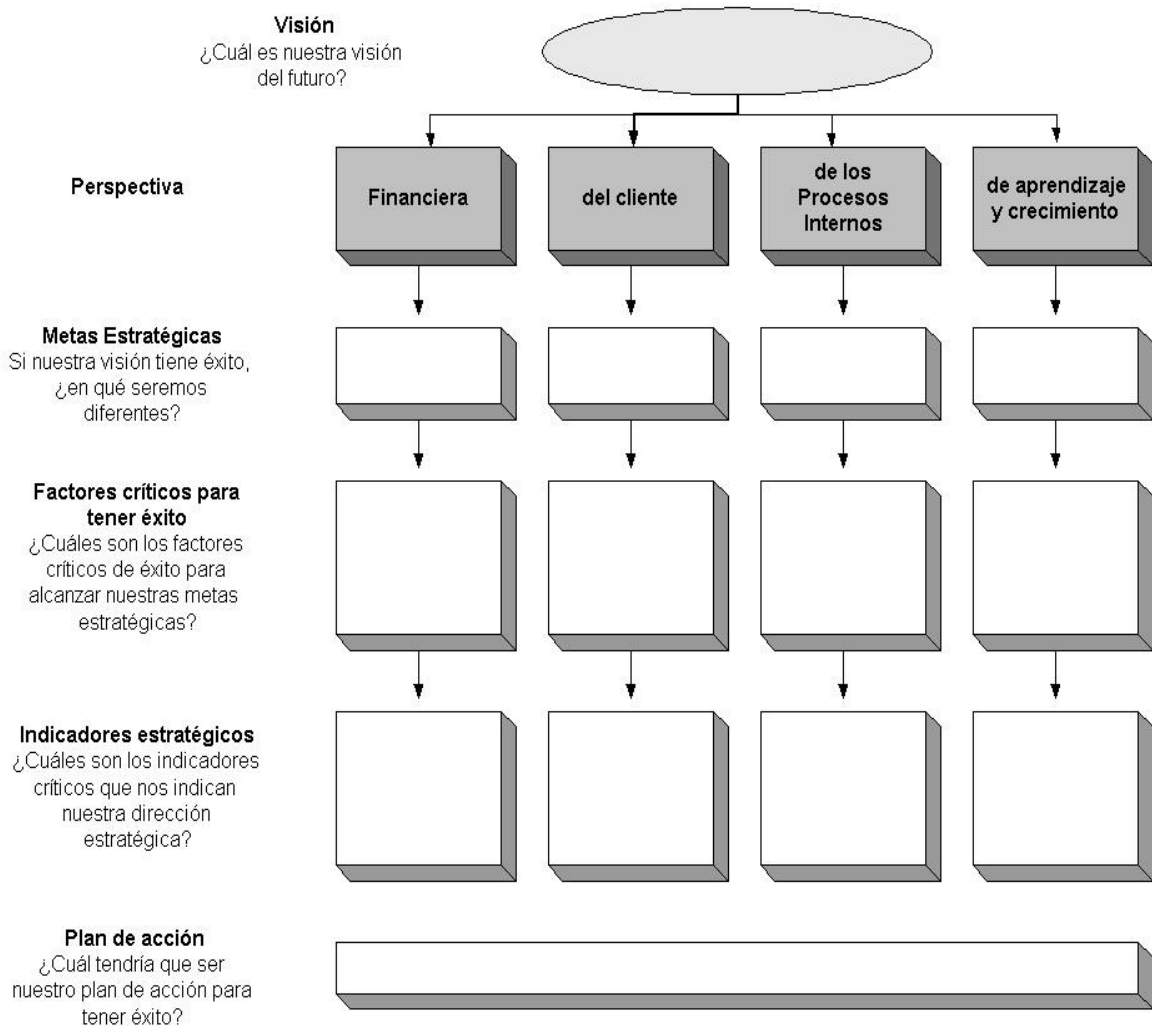 Visión
¿Cuál es nuestra visión
del futuro?
Perspectiva
Financiera
del cliente
de los
Procesos
Internos
de aprendizaje
y crecimiento
Metas Estratégicas
Si nuestra visión tiene éxito,
¿en qué seremos
diferentes?
Factores críticos para
tener éxito
¿Cuáles son los factores
críticos de éxito para
alcanzar nuestras metas
estratégicas?
Indicadores estratégicos
¿Cuáles son los indicadores
críticos que nos indican
nuestra dirección
estratégica?
Plan de acción
¿Cuál tendría que ser
nuestro plan de acción para
tener éxito?